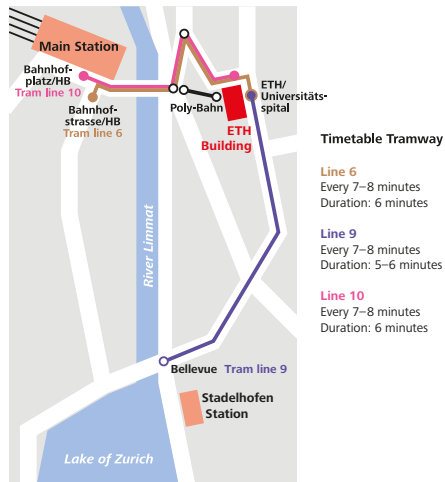 Main Station
Bahnhof-
platz/HB
Tram line 10
Bahnhof-
strasse/HB
Tram line 6
Poly-Bahn
ETH/
Universitäts-
spital
ETH
Building
River Limmat
Bellevue Tram line 9
Stadelhofen
Station
Lake of Zurich
Timetable Tramway
Line 6
Every 7–8 minutes
Duration: 6 minutes
Line 9
Every 7–8 minutes
Duration: 5–6 minutes
Line 10
Every 7–8 minutes
Duration: 6 minutes